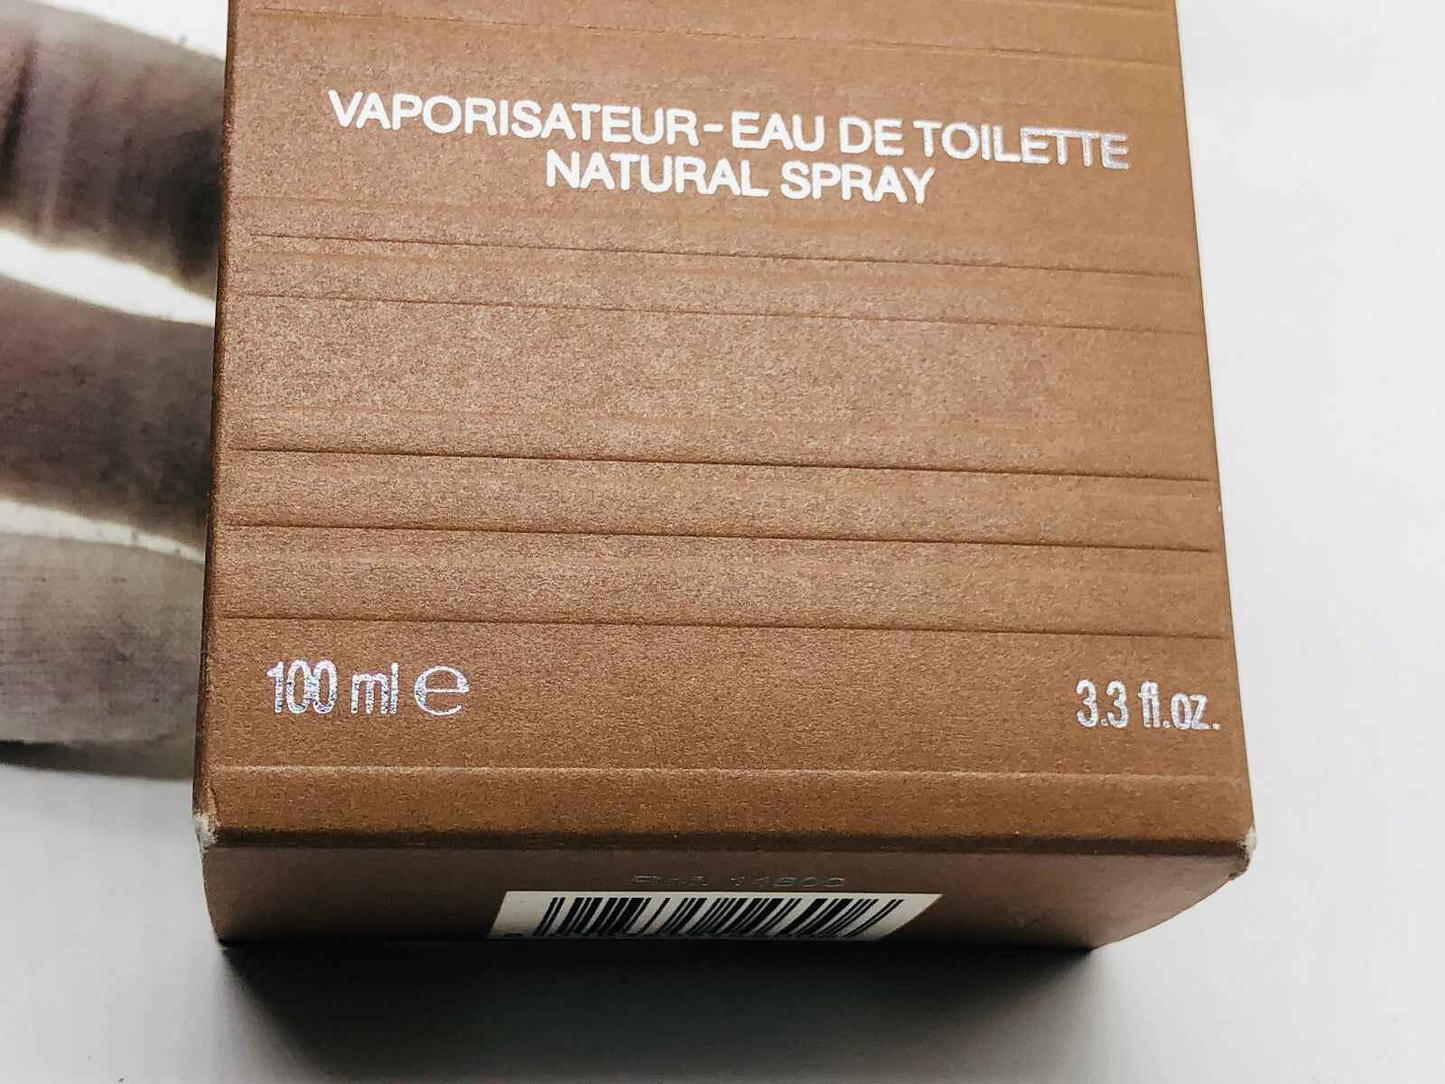 VAPORISATEUR-EAU DE TOILETTE
NATURAL SPRAY
100 ml ℮
3.3 fl.oz.